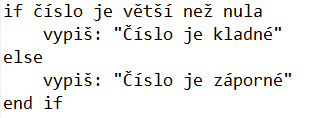 if číslo je větší než nula
    vypiš: "Číslo je kladné"
else
    vypiš: "Číslo je záporné"
end if